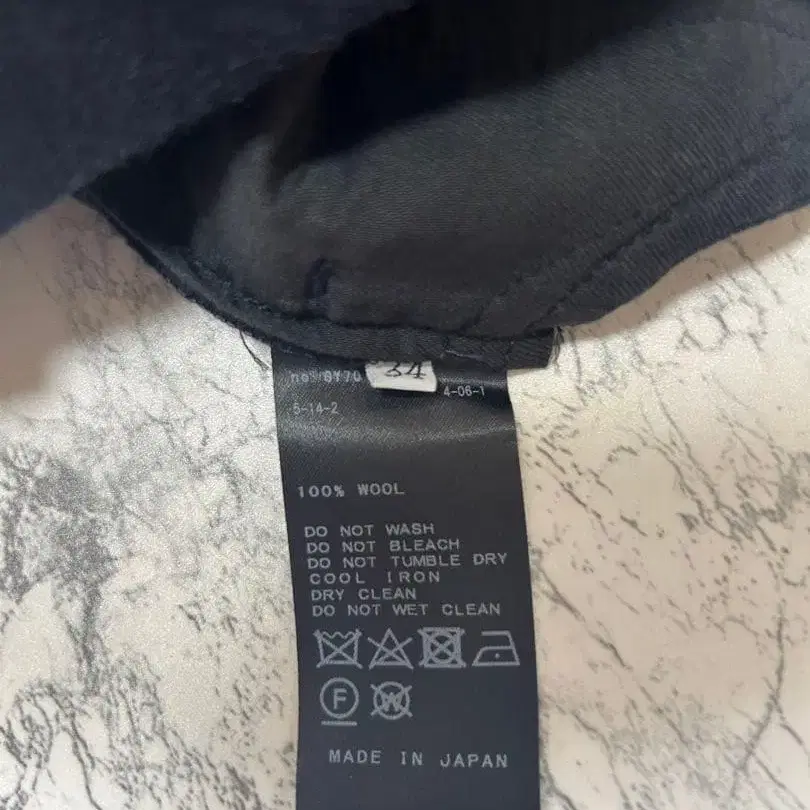 34
4-06-1
5-14-2
100% WOOL
DO NOT WASH
DO NOT BLEACH
DO NOT TUMBLE DRY
COOL IRON
DRY CLEAN
DO NOT WET CLEAN
F W
MADE IN JAPAN